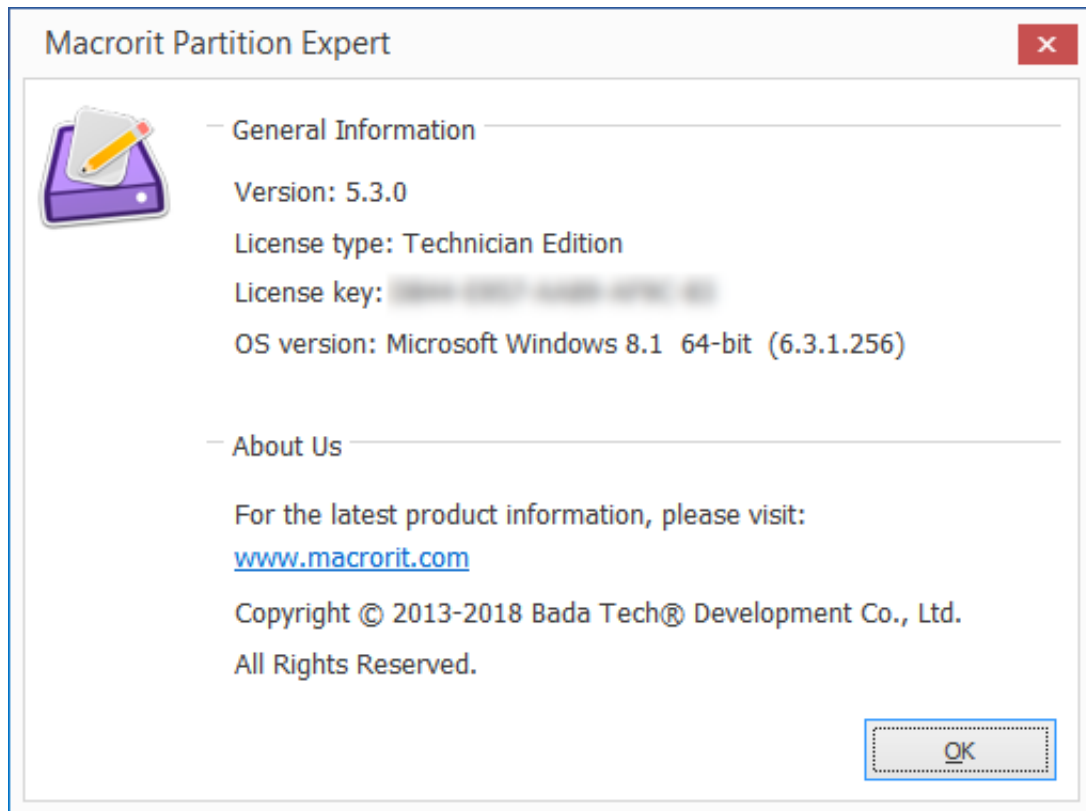 Macrorit Partition Expert
General Information
Version: 5.3.0
License type: Technician Edition
License key:
OS version: Microsoft Windows 8.1 64-bit (6.3.1.256)
About Us
For the latest product information, please visit:
www.macrorit.com
Copyright © 2013-2018 Bada Tech® Development Co., Ltd.
All Rights Reserved.
OK